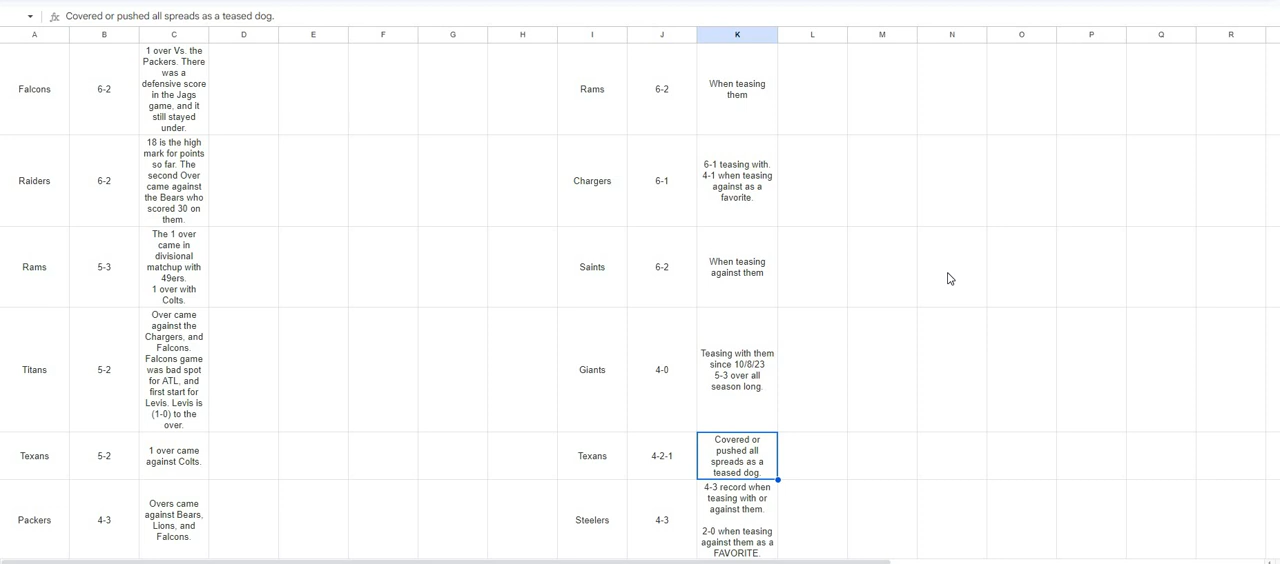 Covered or pushed all spreads as a teased dog.
A B C D E F G H I J K L M N O P Q R
Falcons
6-2
1 over Vs. the
Packers. There
was a
defensive score
in the Jags
game, and it
still stayed
under.
Rams
6-2
When teasing
them
Raiders
6-2
18 is the high
mark for points
so far. The
second Over
came against
the Bears who
scored 30 on
them.
Chargers
6-1
6-1 teasing with.
4-1 when teasing
against as a
favorite.
Rams
5-3
The 1 over
came in
divisional
matchup with
49ers.
1 over with
Colts.
Saints
6-2
When teasing
against them
Titans
5-2
Over came
against the
Chargers, and
Falcons.
Falcons game
was bad spot
for ATL, and
first start for
Levis. Levis is
(1-0) to the
over.
Giants
4-0
Teasing with them
since 10/8/23
5-3 over all
season long.
Texans
5-2
1 over came
against Colts.
Texans
4-2-1
Covered or
pushed all
spreads as a
teased dog.
Packers
4-3
Overs came
against Bears,
Lions, and
Falcons.
Steelers
4-3
4-3 record when
teasing with or
against them.
2-0 when teasing
against them as a
FAVORITE.